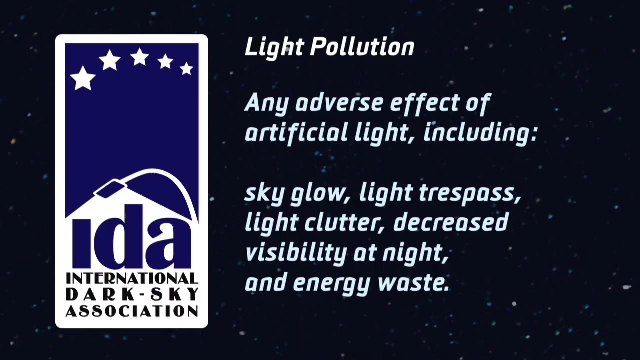 ida
INTERNATIONAL
DARK-SKY
ASSOCIATION
Light Pollution
Any adverse effect of
artificial light, including:
sky glow, light trespass,
light clutter, decreased
visibility at night,
and energy waste.